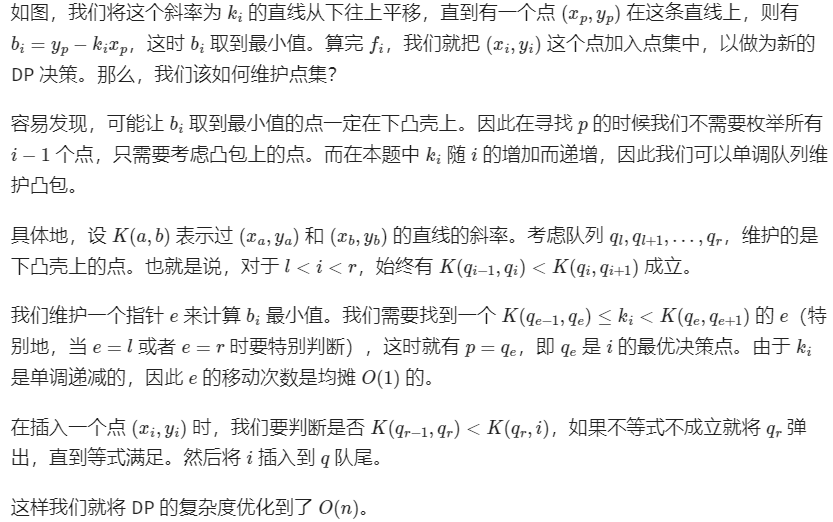 如图，我们将这个斜率为 k_i 的直线从下往上平移，直到有一个点 (x_p, y_p) 在这条直线上，则有
b_i = y_p − k_i x_p，这时 b_i 取到最小值。算完 f_i，我们就把 (x_i, y_i) 这个点加入点集中，以做为新的
DP 决策。那么，我们该如何维护点集？
容易发现，可能让 b_i 取到最小值的点一定在下凸壳上。因此在寻找 p 的时候我们不需要枚举所有
i − 1 个点，只需要考虑凸包上的点。而在本题中 k_i 随 i 的增加而递增，因此我们可以单调队列维
护凸包。
具体地，设 K(a, b) 表示过 (x_a, y_a) 和 (x_b, y_b) 的直线的斜率。考虑队列 q_l, q_{l+1}, …, q_r，维护的是
下凸壳上的点。也就是说，对于 l < i < r，始终有 K(q_{i−1}, q_i) < K(q_i, q_{i+1}) 成立。
我们维护一个指针 e 来计算 b_i 最小值。我们需要找到一个 K(q_{e−1}, q_e) ≤ k_i < K(q_e, q_{e+1}) 的 e（特
别地，当 e = l 或者 e = r 时要特别判断），这时就有 p = q_e，即 q_e 是 i 的最优决策点。由于 k_i
是单调递减的，因此 e 的移动次数是均摊 O(1) 的。
在插入一个点 (x_i, y_i) 时，我们要判断是否 K(q_{r−1}, q_r) < K(q_r, i)，如果不等式不成立就将 q_r 弹
出，直到等式满足。然后将 i 插入到 q 队尾。
这样我们就将 DP 的复杂度优化到了 O(n)。